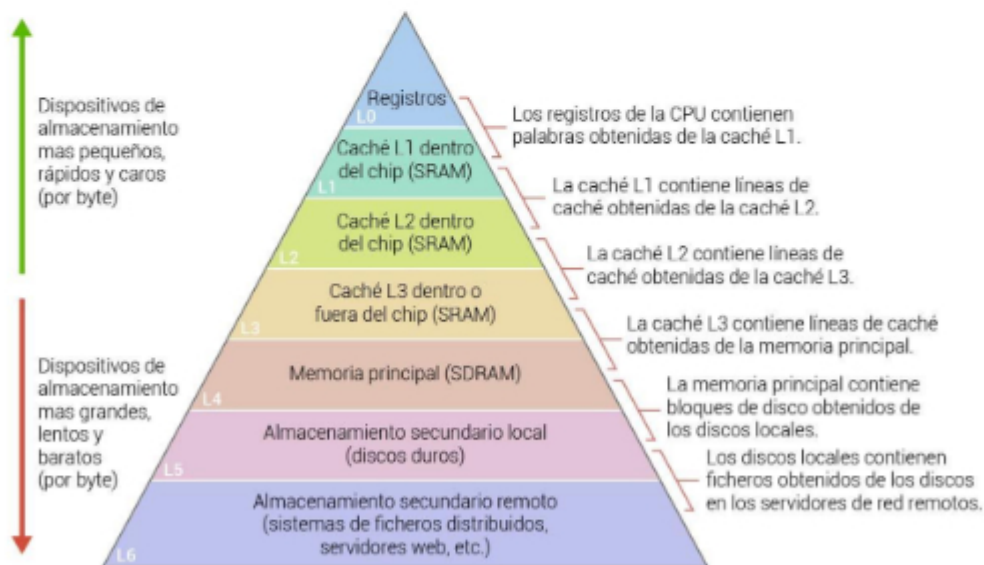 Dispositivos de
almacenamiento
mas pequeños,
rápidos y caros
(por byte)
Dispositivos de
almacenamiento
mas grandes,
lentos y
baratos
(por byte)
Registros
L0
Caché L1 dentro
del chip (SRAM)
L1
Caché L2 dentro
del chip (SRAM)
L2
Caché L3 dentro o
fuera del chip (SRAM)
L3
Memoria principal (SDRAM)
L4
Almacenamiento secundario local
(discos duros)
L5
Almacenamiento secundario remoto
(sistemas de ficheros distribuidos,
servidores web, etc.)
L6
Los registros de la CPU contienen
palabras obtenidas de la caché L1.
La caché L1 contiene líneas de
caché obtenidas de la caché L2.
La caché L2 contiene líneas de
caché obtenidas de la caché L3.
La caché L3 contiene líneas de caché
obtenidas de la memoria principal.
La memoria principal contiene
bloques de disco obtenidos de
los discos locales.
Los discos locales contienen
ficheros obtenidos de los discos
en los servidores de red remotos.